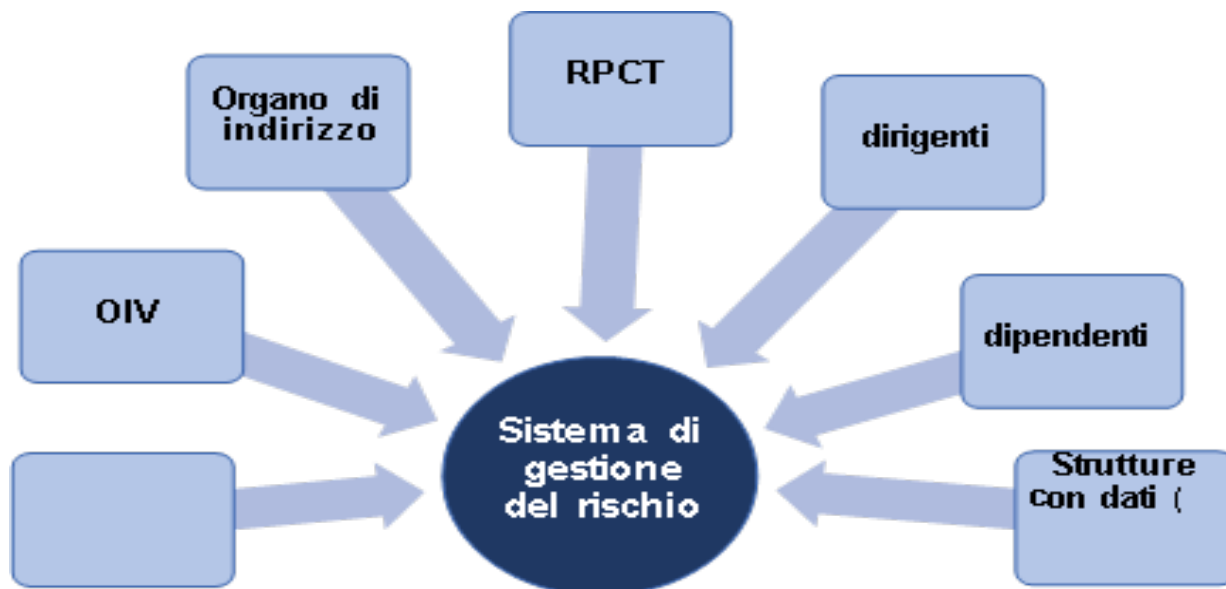 RPCT
Organo di
indirizzo
dirigenti
OIV
dipendenti
Sistema di
gestione
del rischio
Strutture
con dati (